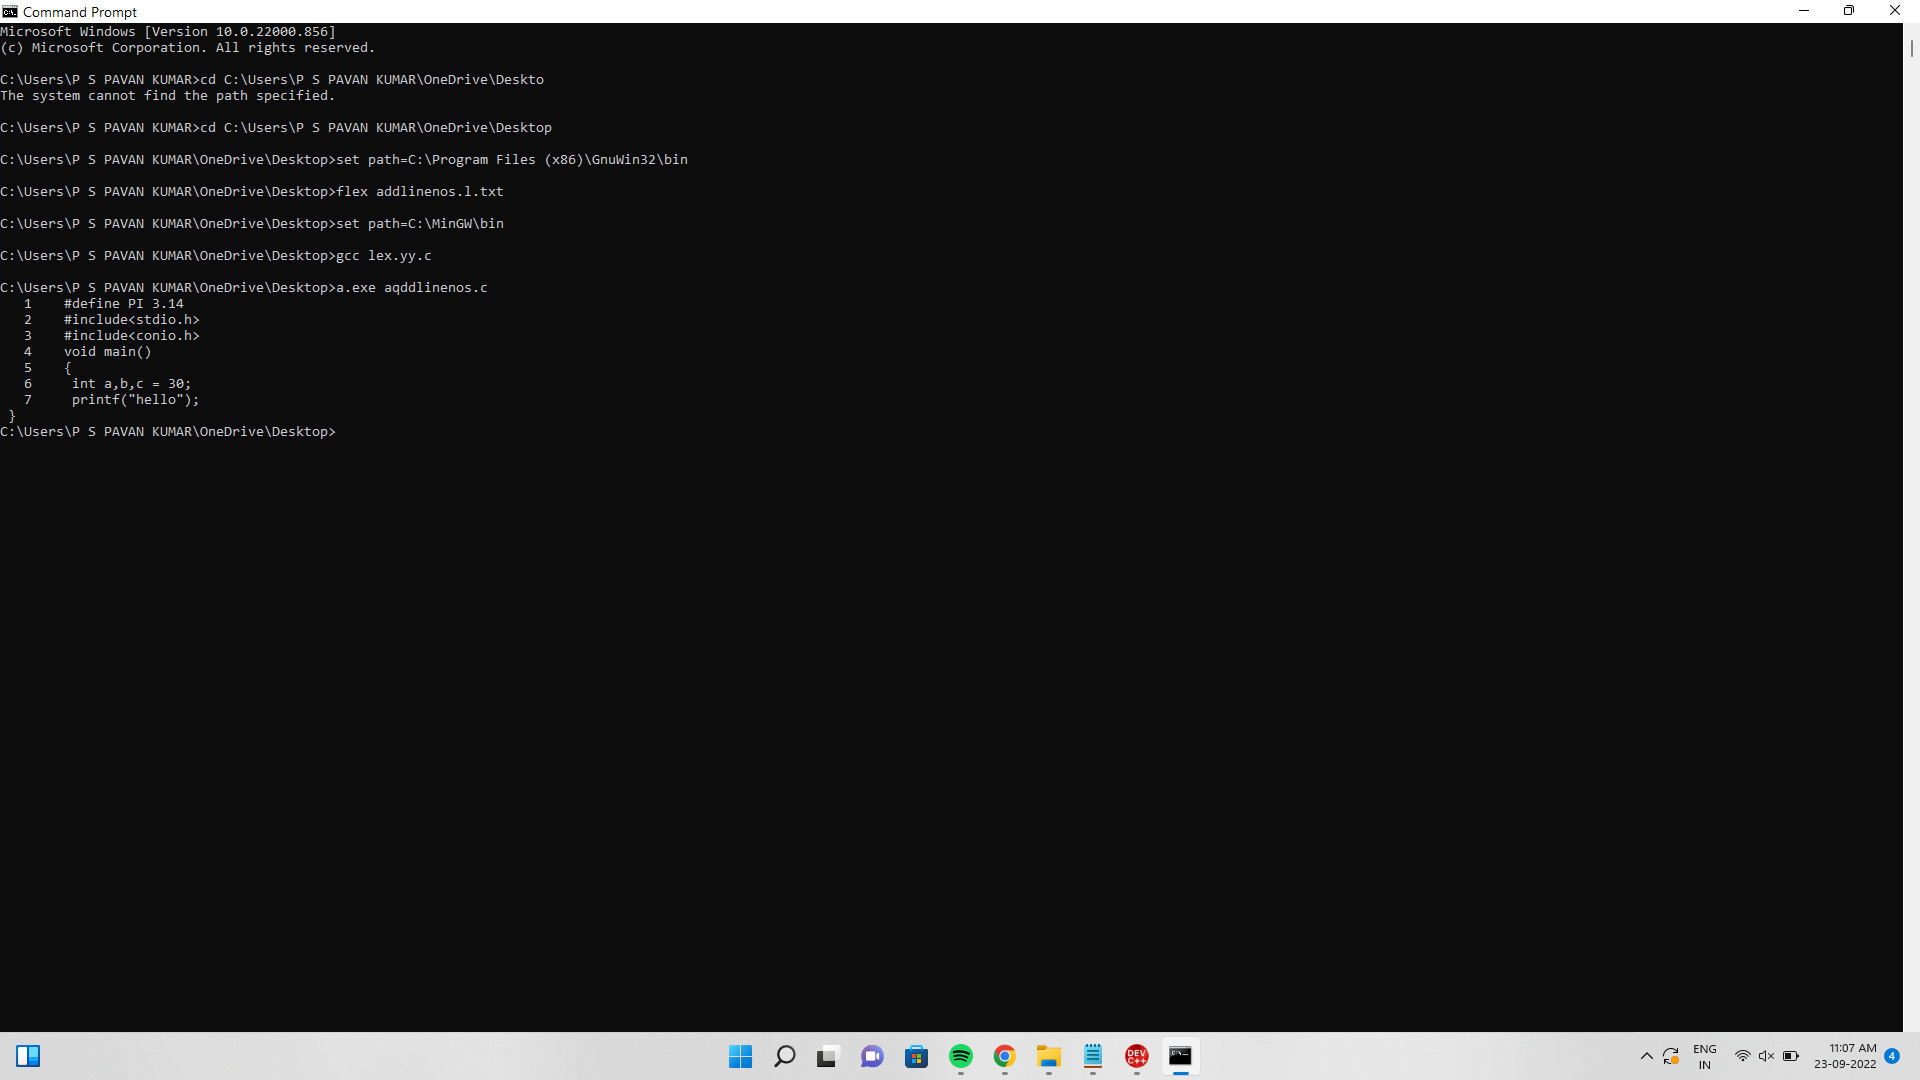 Command Prompt
Microsoft Windows [Version 10.0.22000.856]
(c) Microsoft Corporation. All rights reserved.
C:\Users\P S PAVAN KUMAR>cd C:\Users\P S PAVAN KUMAR\OneDrive\Deskto
The system cannot find the path specified.
C:\Users\P S PAVAN KUMAR>cd C:\Users\P S PAVAN KUMAR\OneDrive\Desktop
C:\Users\P S PAVAN KUMAR\OneDrive\Desktop>set path=C:\Program Files (x86)\GnuWin32\bin
C:\Users\P S PAVAN KUMAR\OneDrive\Desktop>flex addlinenos.l.txt
C:\Users\P S PAVAN KUMAR\OneDrive\Desktop>set path=C:\MinGW\bin
C:\Users\P S PAVAN KUMAR\OneDrive\Desktop>gcc lex.yy.c
C:\Users\P S PAVAN KUMAR\OneDrive\Desktop>a.exe aqddlinenos.c
1 #define PI 3.14
2 #include<stdio.h>
3 #include<conio.h>
4 void main()
5 {
6 int a,b,c = 30;
7 printf("hello");
}
C:\Users\P S PAVAN KUMAR\OneDrive\Desktop>
DEV C++
ENG
IN
11:07 AM
23-09-2022
4